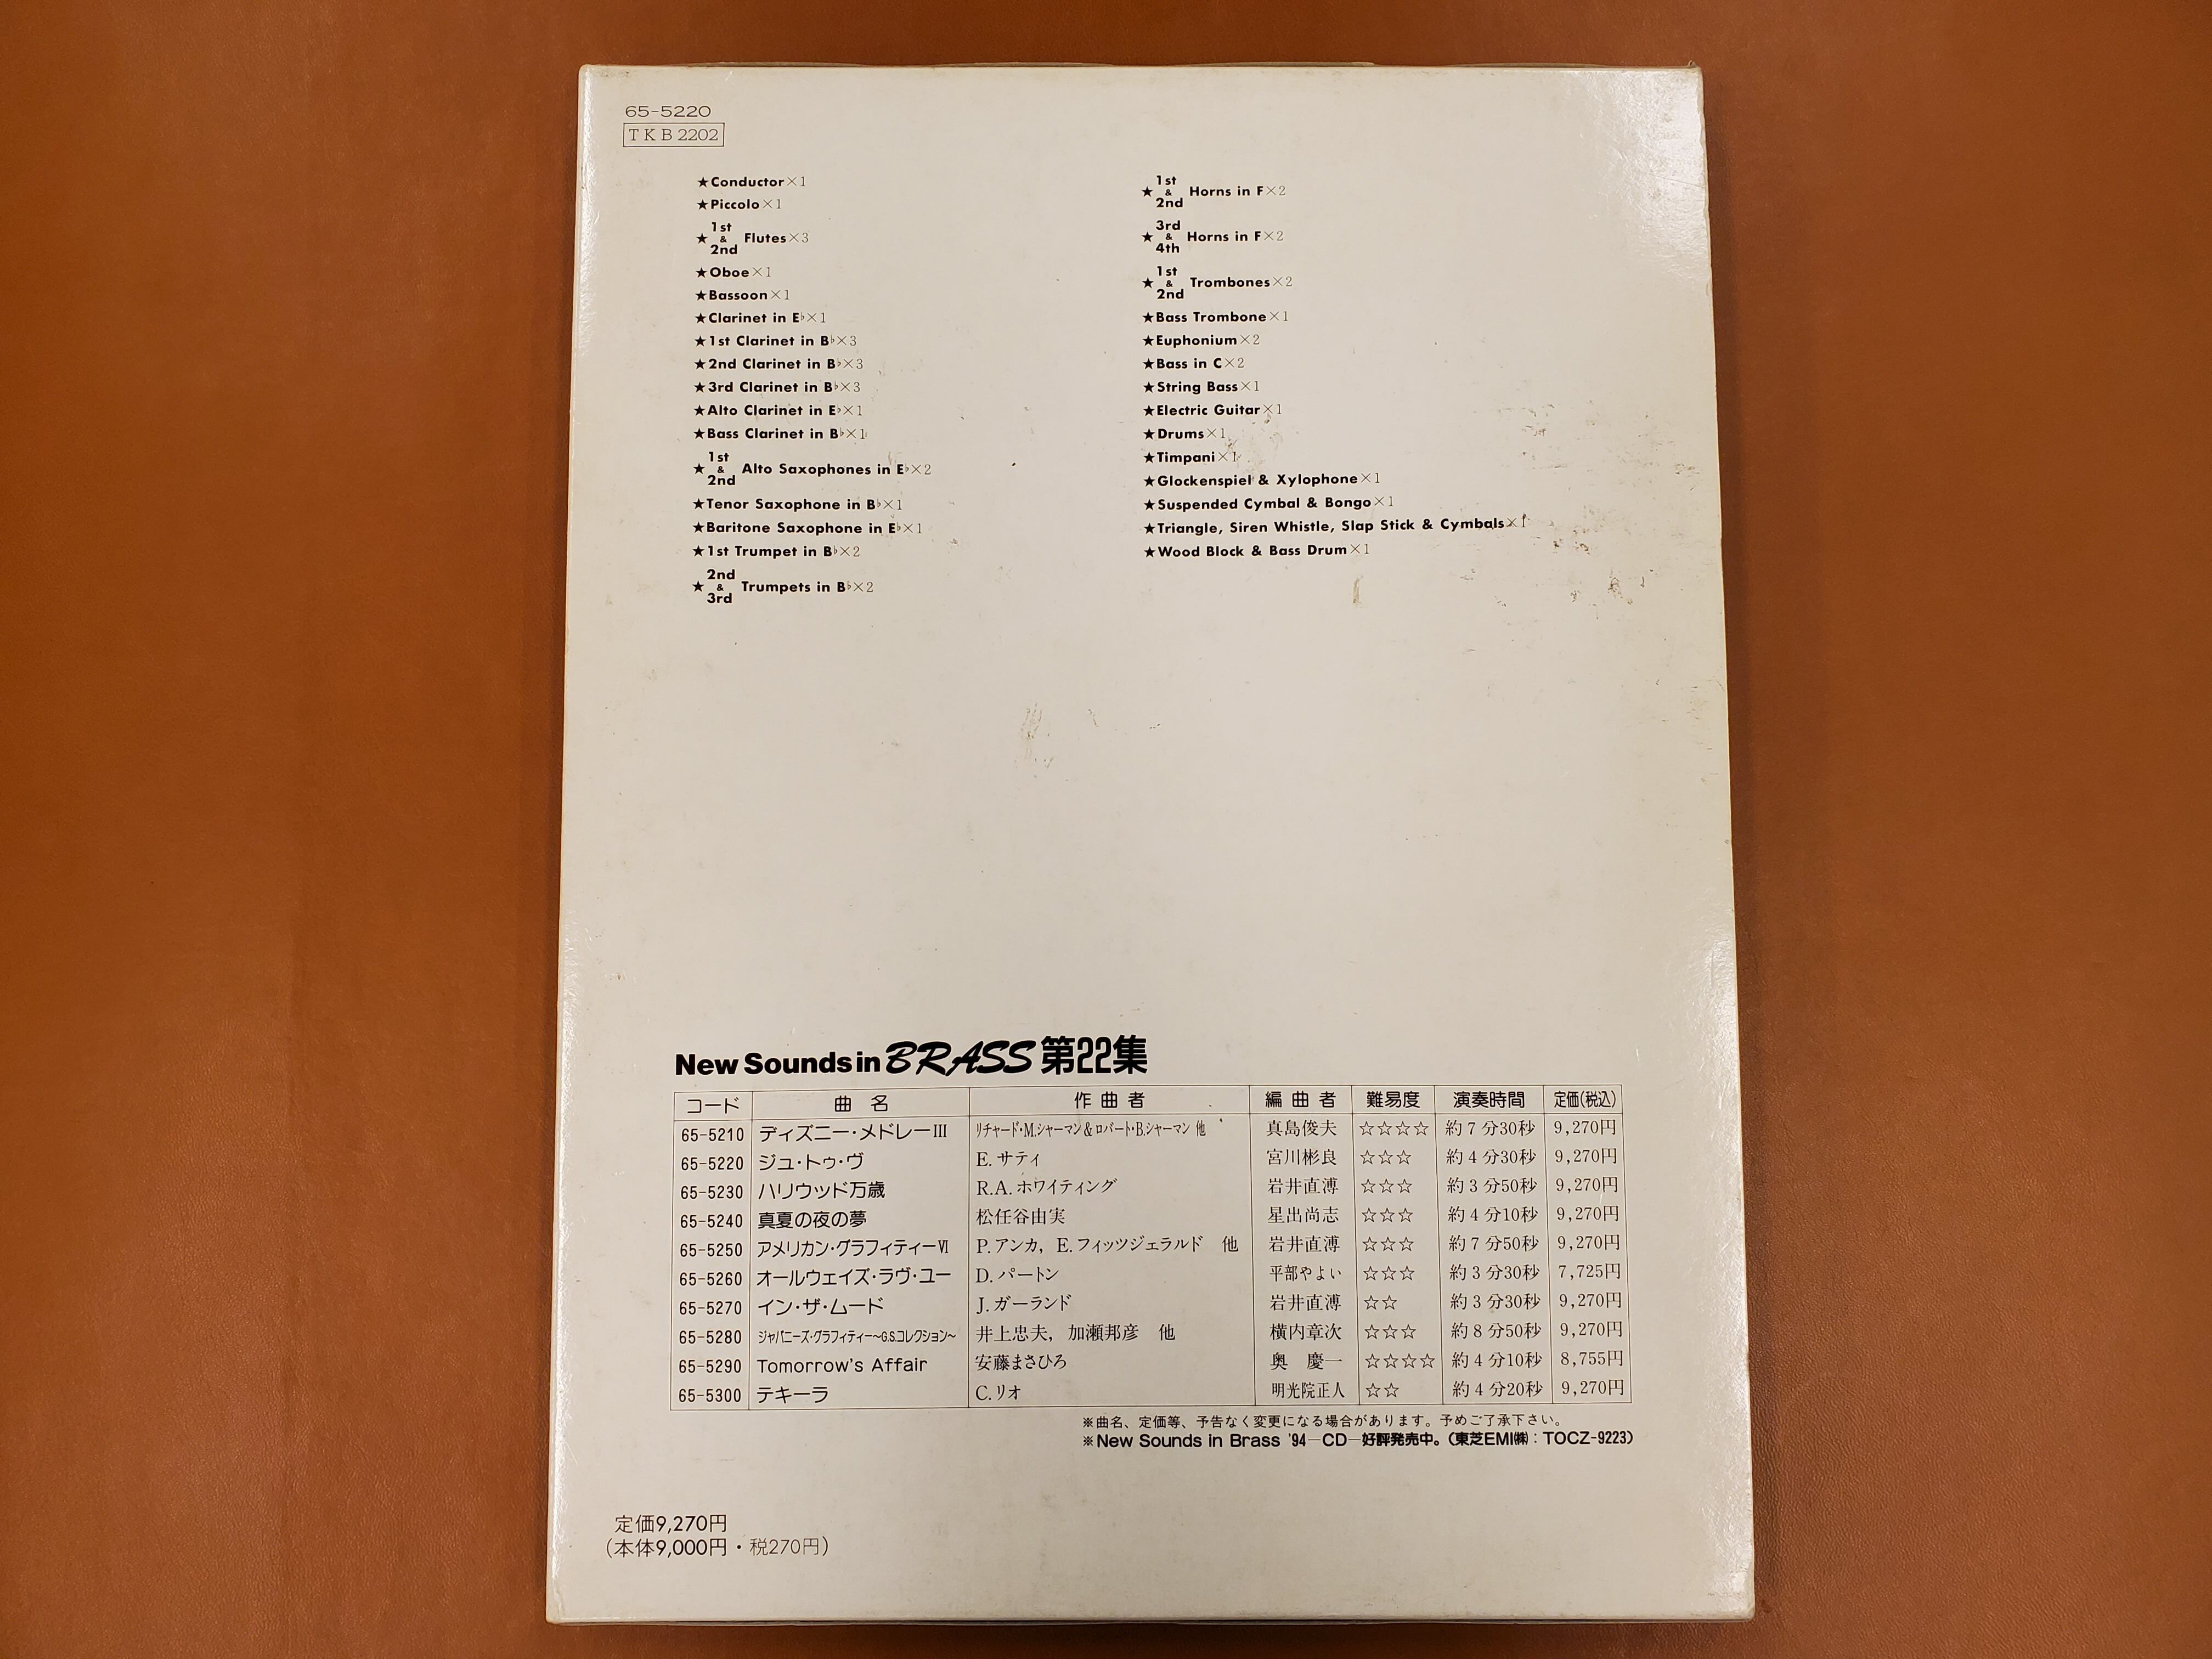 65-5220
TKB2202
★Conductor×1
★Piccolo×1
★1st & 2nd Flutes×3
★Oboe×1
★Bassoon×1
★Clarinet in E♭×1
★1st Clarinet in B♭×3
★2nd Clarinet in B♭×3
★3rd Clarinet in B♭×3
★Alto Clarinet in E♭×1
★Bass Clarinet in B♭×1
★1st & 2nd Alto Saxophones in E♭×2
★Tenor Saxophone in B♭×1
★Baritone Saxophone in E♭×1
★1st Trumpet in B♭×2
★2nd & 3rd Trumpets in B♭×2
★1st & 2nd Horns in F×2
★3rd & 4th Horns in F×2
★1st & 2nd Trombones×2
★Bass Trombone×1
★Euphonium×2
★Bass in C×2
★String Bass×1
★Electric Guitar×1
★Drums×1
★Timpani×1
★Glockenspiel & Xylophone×1
★Suspended Cymbal & Bongo×1
★Triangle, Siren Whistle, Slap Stick & Cymbals×1
★Wood Block & Bass Drum×1
New Sounds in BRASS 第22集
コード 曲名 作曲者 編曲者 難易度 演奏時間 定価(税込)
65-5210 ディズニー・メドレーⅢ リチャード・M.シャーマン&ロバート・B.シャーマン 他 真島俊夫 ☆☆☆☆ 約7分30秒 9,270円
65-5220 ジュ・トゥ・ヴ E.サティ 宮川彬良 ☆☆☆ 約4分30秒 9,270円
65-5230 ハリウッド万歳 R.A.ホワイティング 岩井直溥 ☆☆☆ 約3分50秒 9,270円
65-5240 真夏の夜の夢 松任谷由実 星出尚志 ☆☆☆ 約4分10秒 9,270円
65-5250 アメリカン・グラフィティーⅥ P.アンカ，E.フィッツジェラルド 他 岩井直溥 ☆☆☆ 約7分50秒 9,270円
65-5260 オールウェイズ・ラヴ・ユー D.パートン 平部やよい ☆☆☆ 約3分30秒 7,725円
65-5270 イン・ザ・ムード J.ガーランド 岩井直溥 ☆☆ 約3分30秒 9,270円
65-5280 ジャパニーズ・グラフィティー〜G.S.コレクション〜 井上忠夫，加瀬邦彦 他 横内章次 ☆☆☆ 約8分50秒 9,270円
65-5290 Tomorrow's Affair 安藤まさひろ 奥 慶一 ☆☆☆☆ 約4分10秒 8,755円
65-5300 テキーラ C.リオ 明光院正人 ☆☆ 約4分20秒 9,270円
※曲名、定価等、予告なく変更になる場合があります。予めご了承下さい。
※New Sounds in Brass '94—CD—好評発売中。(東芝EMI㈱：TOCZ-9223)
定価9,270円
(本体9,000円・税270円)